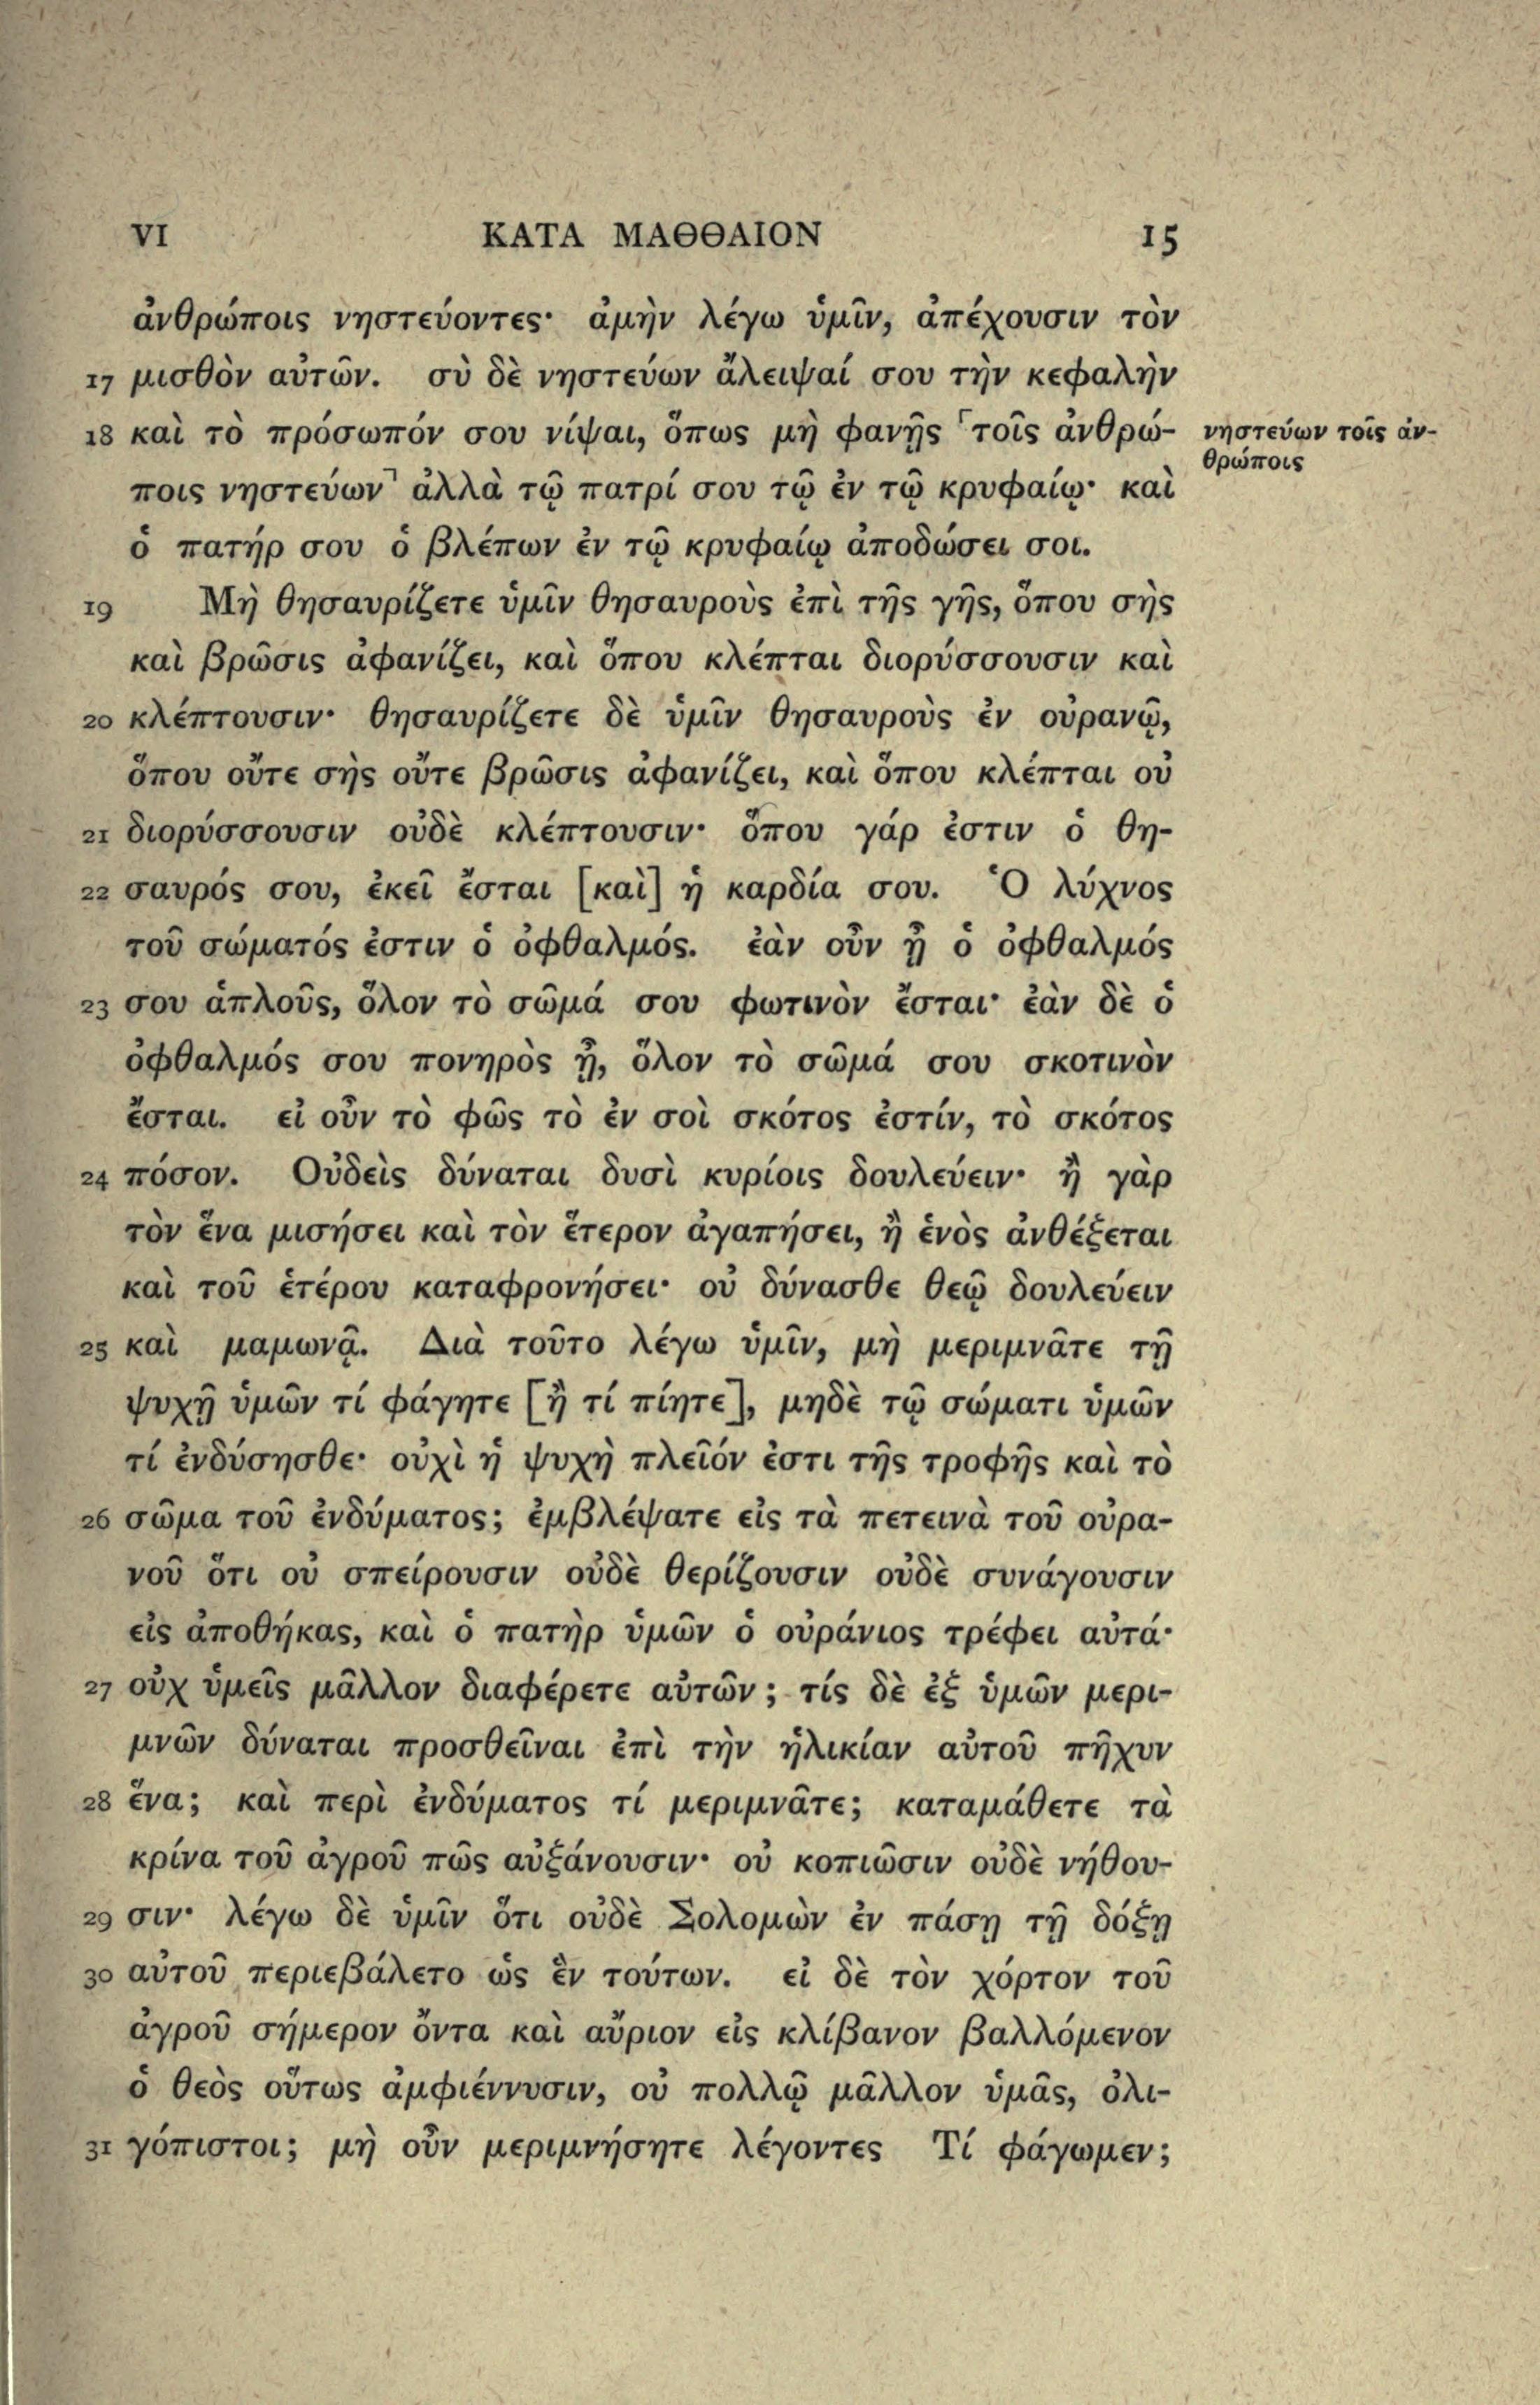 VI ΚΑΤΑ ΜΑΘΘΑΙΟΝ 15
ἀνθρώποις νηστεύοντες· ἀμὴν λέγω ὑμῖν, ἀπέχουσιν τὸν
17 μισθὸν αὐτῶν. σὺ δὲ νηστεύων ἄλειψαί σου τὴν κεφαλὴν
18 καὶ τὸ πρόσωπόν σου νίψαι, ὅπως μὴ φανῇς ⸀τοῖς ἀνθρώ-
νηστεύων τοῖς ἀν-
θρώποις
ποις νηστεύων⸃ ἀλλὰ τῷ πατρί σου τῷ ἐν τῷ κρυφαίῳ· καὶ
ὁ πατήρ σου ὁ βλέπων ἐν τῷ κρυφαίῳ ἀποδώσει σοι.
19 Μὴ θησαυρίζετε ὑμῖν θησαυροὺς ἐπὶ τῆς γῆς, ὅπου σὴς
καὶ βρῶσις ἀφανίζει, καὶ ὅπου κλέπται διορύσσουσιν καὶ
20 κλέπτουσιν· θησαυρίζετε δὲ ὑμῖν θησαυροὺς ἐν οὐρανῷ,
ὅπου οὔτε σὴς οὔτε βρῶσις ἀφανίζει, καὶ ὅπου κλέπται οὐ
21 διορύσσουσιν οὐδὲ κλέπτουσιν· ὅπου γάρ ἐστιν ὁ θη-
22 σαυρός σου, ἐκεῖ ἔσται [καὶ] ἡ καρδία σου. Ὁ λύχνος
τοῦ σώματός ἐστιν ὁ ὀφθαλμός. ἐὰν οὖν ᾖ ὁ ὀφθαλμός
23 σου ἁπλοῦς, ὅλον τὸ σῶμά σου φωτινὸν ἔσται· ἐὰν δὲ ὁ
ὀφθαλμός σου πονηρὸς ᾖ, ὅλον τὸ σῶμά σου σκοτινὸν
ἔσται. εἰ οὖν τὸ φῶς τὸ ἐν σοὶ σκότος ἐστίν, τὸ σκότος
24 πόσον. Οὐδεὶς δύναται δυσὶ κυρίοις δουλεύειν· ἢ γὰρ
τὸν ἕνα μισήσει καὶ τὸν ἕτερον ἀγαπήσει, ἢ ἑνὸς ἀνθέξεται
καὶ τοῦ ἑτέρου καταφρονήσει· οὐ δύνασθε θεῷ δουλεύειν
25 καὶ μαμωνᾷ. Διὰ τοῦτο λέγω ὑμῖν, μὴ μεριμνᾶτε τῇ
ψυχῇ ὑμῶν τί φάγητε [ἢ τί πίητε], μηδὲ τῷ σώματι ὑμῶν
τί ἐνδύσησθε· οὐχὶ ἡ ψυχὴ πλεῖόν ἐστι τῆς τροφῆς καὶ τὸ
26 σῶμα τοῦ ἐνδύματος; ἐμβλέψατε εἰς τὰ πετεινὰ τοῦ οὐρα-
νοῦ ὅτι οὐ σπείρουσιν οὐδὲ θερίζουσιν οὐδὲ συνάγουσιν
εἰς ἀποθήκας, καὶ ὁ πατὴρ ὑμῶν ὁ οὐράνιος τρέφει αὐτά·
27 οὐχ ὑμεῖς μᾶλλον διαφέρετε αὐτῶν; τίς δὲ ἐξ ὑμῶν μερι-
μνῶν δύναται προσθεῖναι ἐπὶ τὴν ἡλικίαν αὐτοῦ πῆχυν
28 ἕνα; καὶ περὶ ἐνδύματος τί μεριμνᾶτε; καταμάθετε τὰ
κρίνα τοῦ ἀγροῦ πῶς αὐξάνουσιν· οὐ κοπιῶσιν οὐδὲ νήθου-
29 σιν· λέγω δὲ ὑμῖν ὅτι οὐδὲ Σολομὼν ἐν πάσῃ τῇ δόξῃ
30 αὐτοῦ περιεβάλετο ὡς ἓν τούτων. εἰ δὲ τὸν χόρτον τοῦ
ἀγροῦ σήμερον ὄντα καὶ αὔριον εἰς κλίβανον βαλλόμενον
ὁ θεὸς οὕτως ἀμφιέννυσιν, οὐ πολλῷ μᾶλλον ὑμᾶς, ὀλι-
31 γόπιστοι; μὴ οὖν μεριμνήσητε λέγοντες Τί φάγωμεν;